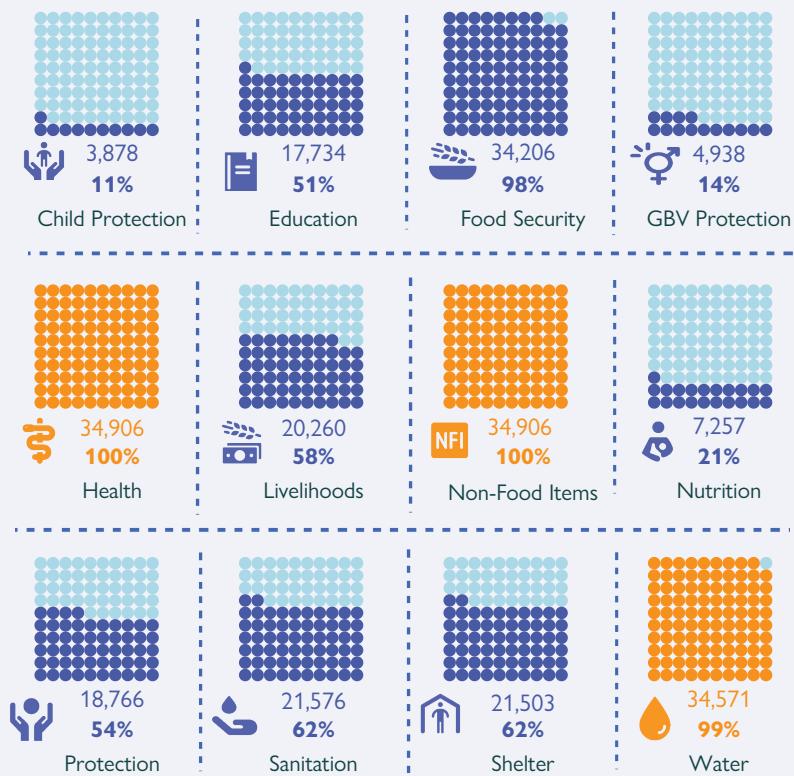 3,878
11%
Child Protection
17,734
51%
Education
34,206
98%
Food Security
4,938
14%
GBV Protection
34,906
100%
Health
20,260
58%
Livelihoods
NFI
34,906
100%
Non-Food Items
7,257
21%
Nutrition
18,766
54%
Protection
21,576
62%
Sanitation
21,503
62%
Shelter
34,571
99%
Water